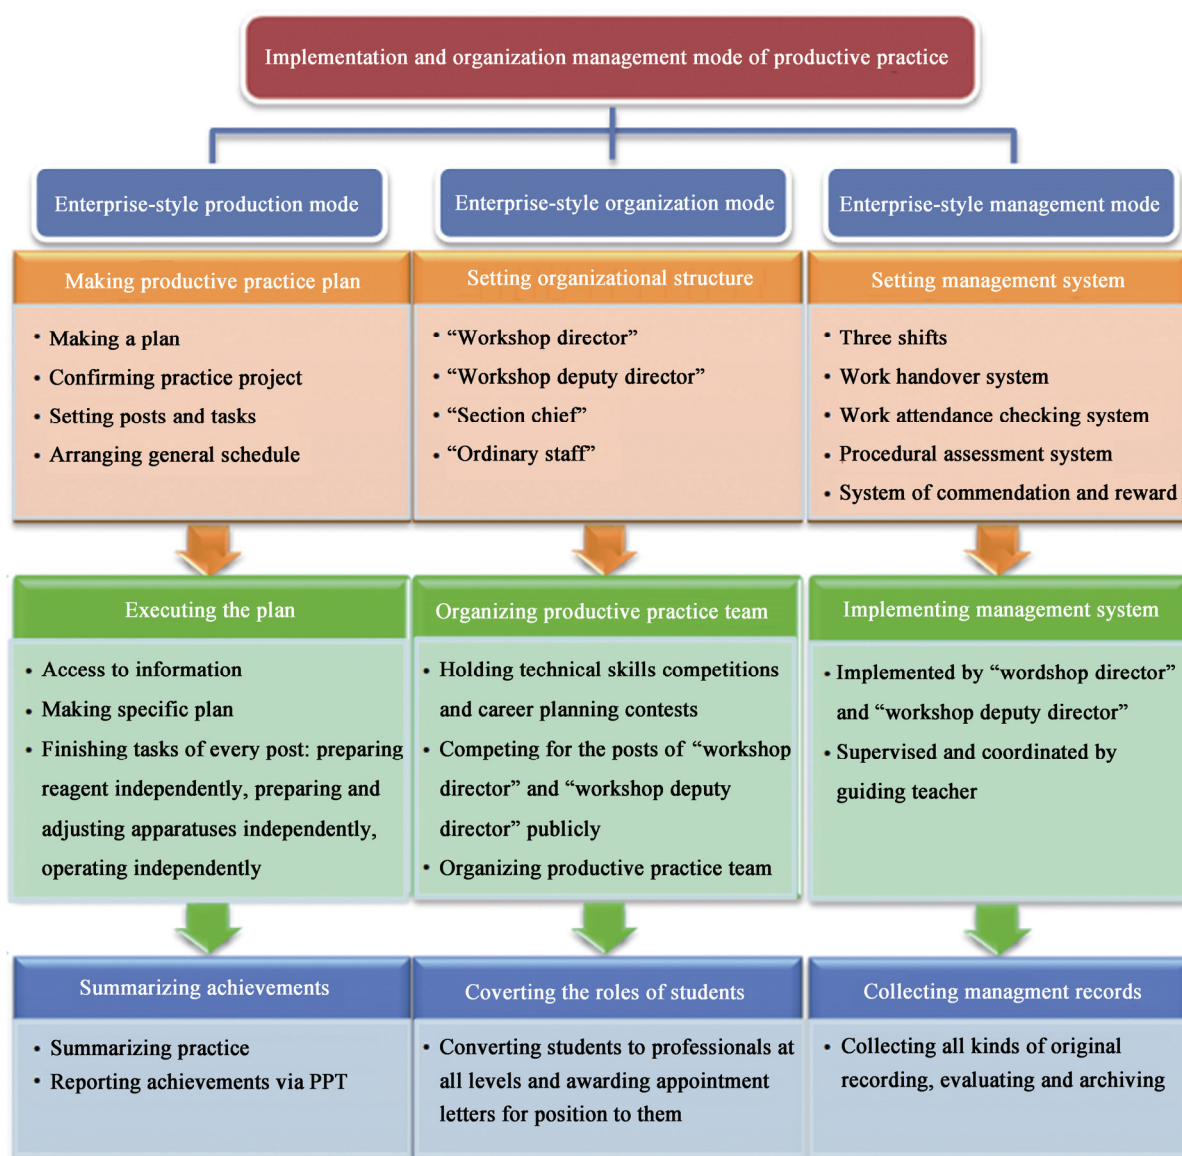 Implementation and organization management mode of productive practice
Enterprise-style production mode
Enterprise-style organization mode
Enterprise-style management mode
Making productive practice plan
• Making a plan
• Confirming practice project
• Setting posts and tasks
• Arranging general schedule
Setting organizational structure
• “Workshop director”
• “Workshop deputy director”
• “Section chief”
• “Ordinary staff”
Setting management system
• Three shifts
• Work handover system
• Work attendance checking system
• Procedural assessment system
• System of commendation and reward
Executing the plan
• Access to information
• Making specific plan
• Finishing tasks of every post: preparing
reagent independently, preparing and
adjusting apparatuses independently,
operating independently
Organizing productive practice team
• Holding technical skills competitions
and career planning contests
• Competing for the posts of “workshop
director” and “workshop deputy
director” publicly
• Organizing productive practice team
Implementing management system
• Implemented by “wordshop director”
and “workshop deputy director”
• Supervised and coordinated by
guiding teacher
Summarizing achievements
• Summarizing practice
• Reporting achievements via PPT
Coverting the roles of students
• Converting students to professionals at
all levels and awarding appointment
letters for position to them
Collecting managment records
• Collecting all kinds of original
recording, evaluating and archiving